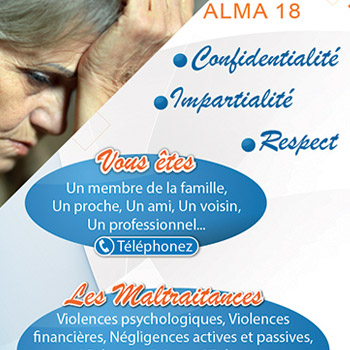 ALMA 18
Confidentialité
Impartialité
Respect
Vous êtes
Un membre de la famille,
Un proche, Un ami, Un voisin,
Un professionnel...
Téléphonez
Les Maltraitances
Violences psychologiques, Violences
financières, Négligences actives et passives,